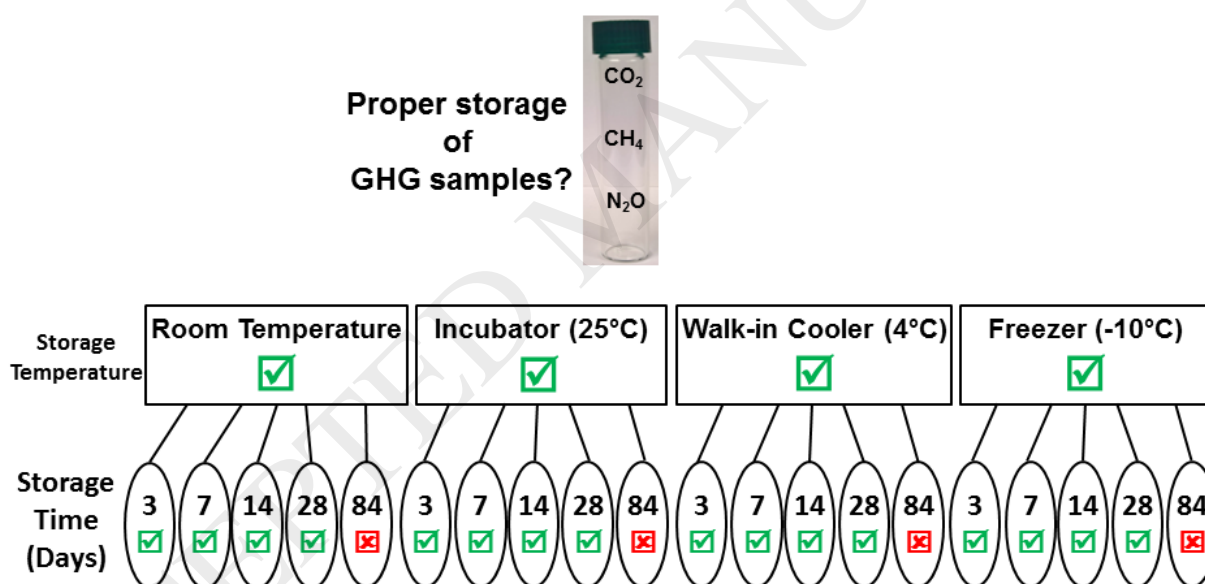 CO₂
Proper storage
of
CH₄
GHG samples?
N₂O
Storage
Temperature
Room Temperature
Incubator (25°C)
Walk-in Cooler (4°C)
Freezer (-10°C)
Storage
Time
(Days)
3 7 14 28 84 3 7 14 28 84 3 7 14 28 84 3 7 14 28 84
EPTED MANU